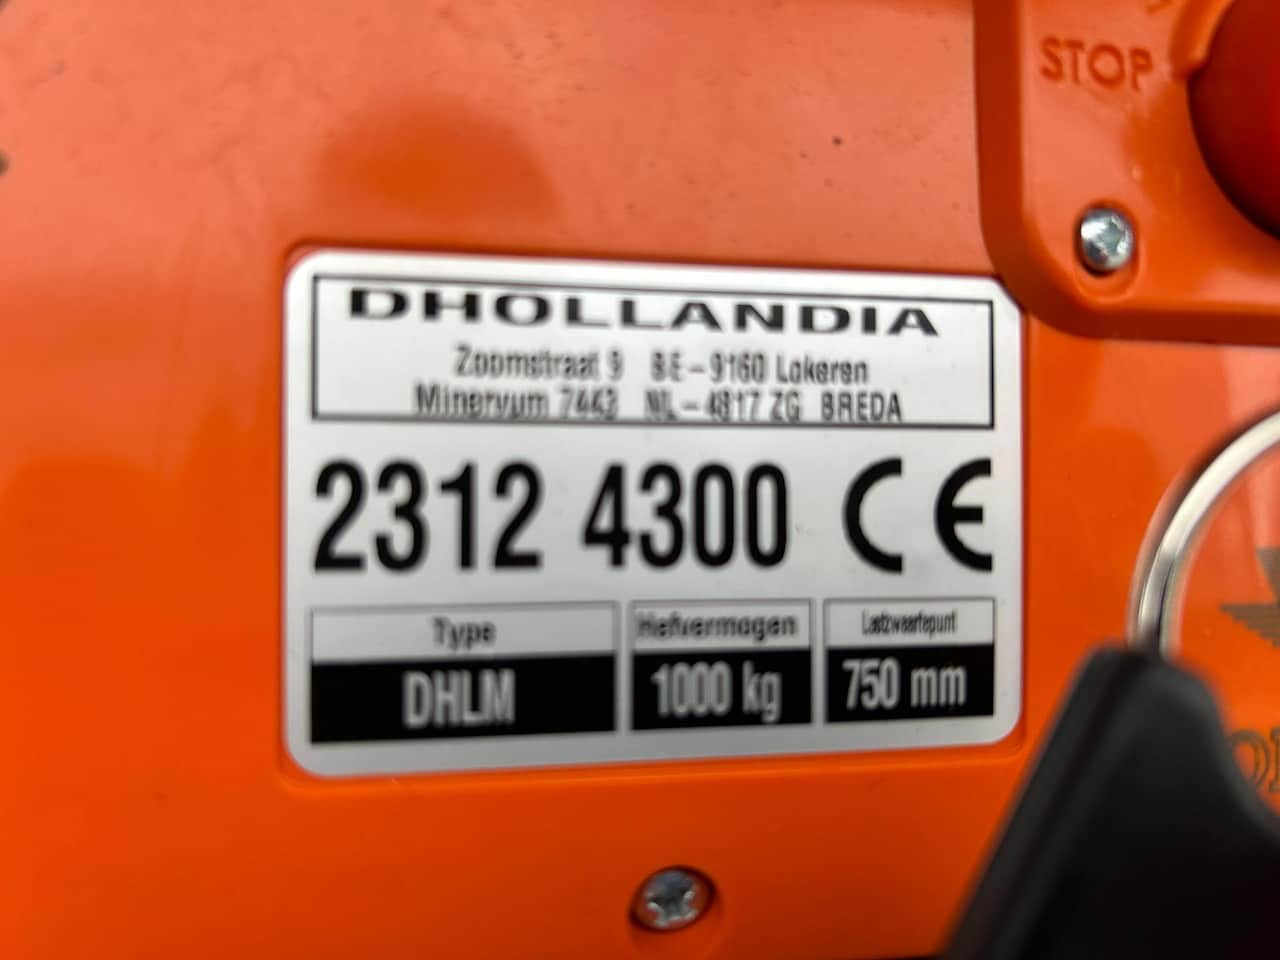 STOP
DHOLLANDIA
Zoomstraat 9 BE-9160 Lokeren
Minervum 7443 NL-4817 ZG BREDA
2312 4300 CE
Type Hefvermogen Lastzwaartepunt
DHLM 1000 kg 750 mm